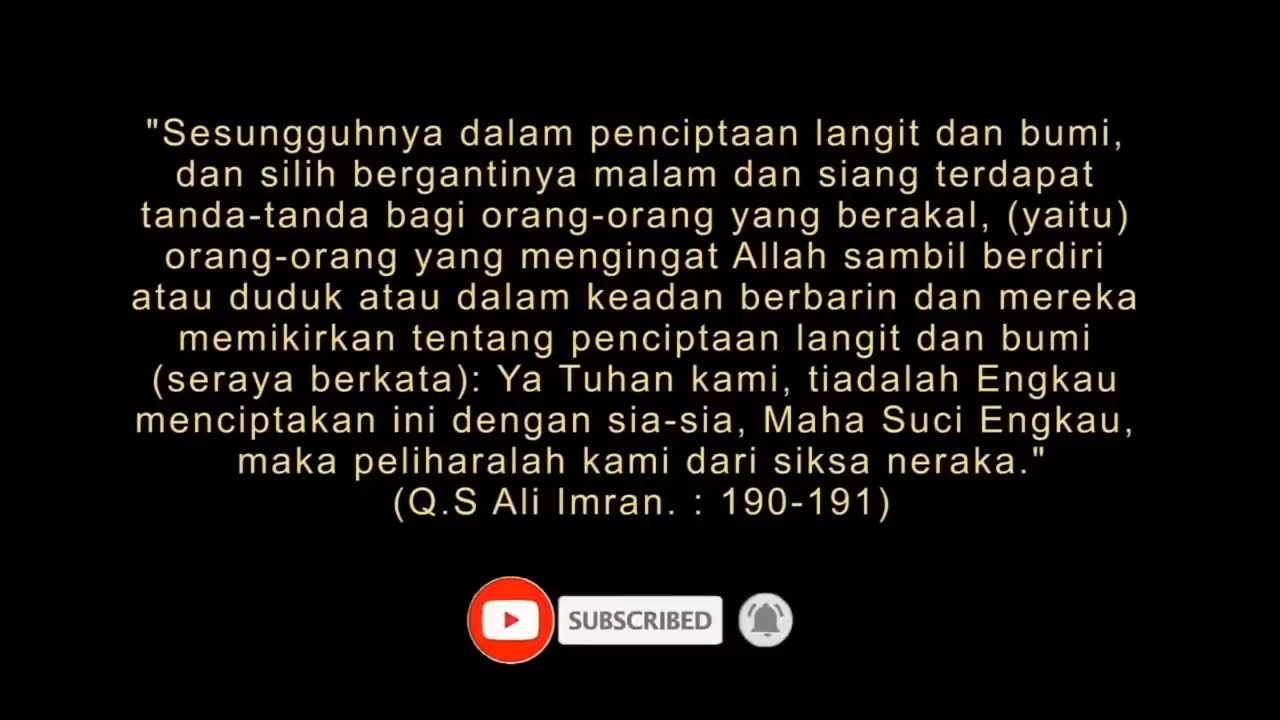 "Sesungguhnya dalam penciptaan langit dan bumi,
dan silih bergantinya malam dan siang terdapat
tanda-tanda bagi orang-orang yang berakal, (yaitu)
orang-orang yang mengingat Allah sambil berdiri
atau duduk atau dalam keadan berbarin dan mereka
memikirkan tentang penciptaan langit dan bumi
(seraya berkata): Ya Tuhan kami, tiadalah Engkau
menciptakan ini dengan sia-sia, Maha Suci Engkau,
maka peliharalah kami dari siksa neraka."
(Q.S Ali Imran. : 190-191)
SUBSCRIBED